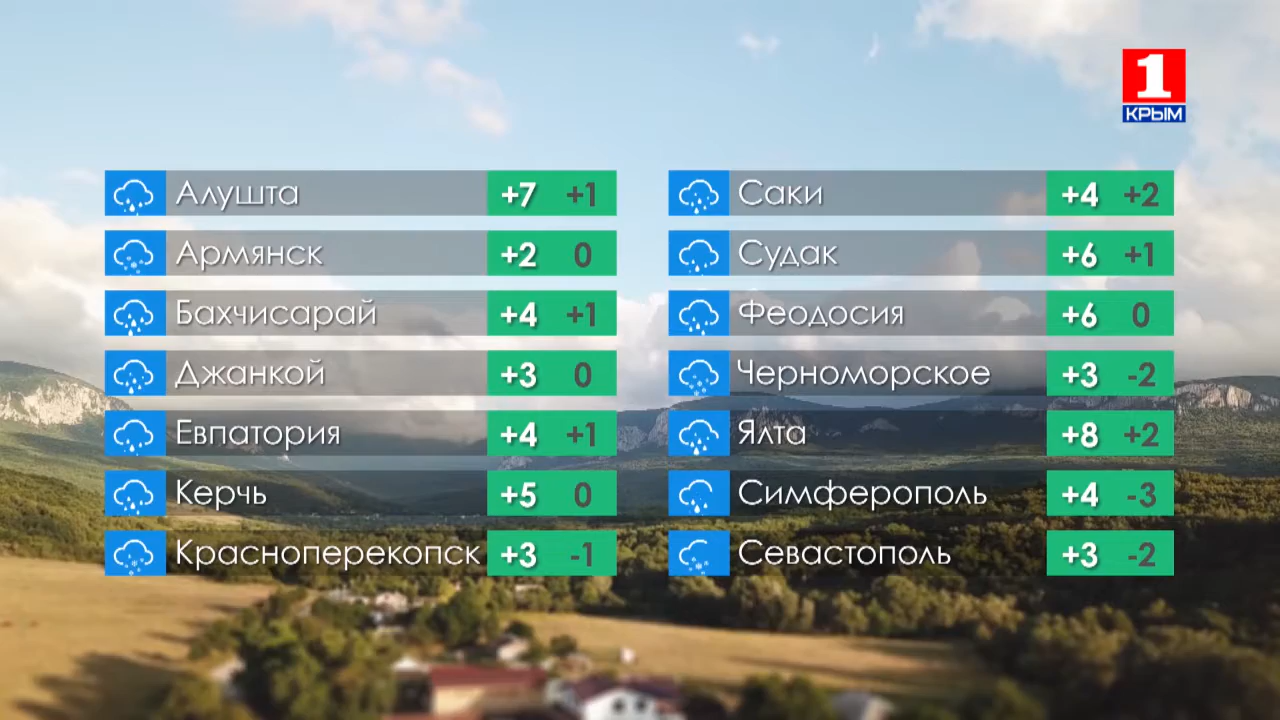 1
КРЫМ
Алушта +7 +1
Армянск +2 0
Бахчисарай +4 +1
Джанкой +3 0
Евпатория +4 +1
Керчь +5 0
Красноперекопск +3 -1
Саки +4 +2
Судак +6 +1
Феодосия +6 0
Черноморское +3 -2
Ялта +8 +2
Симферополь +4 -3
Севастополь +3 -2